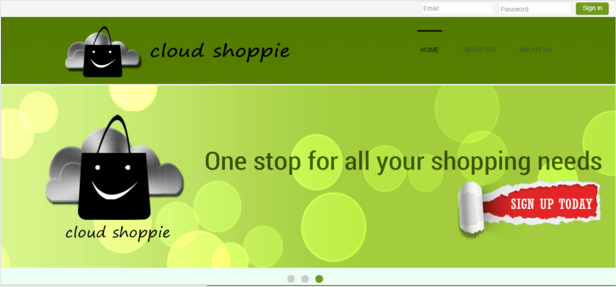 Email
Password
Sign in
cloud shoppie
HOME
REGISTER
ABOUT US
One stop for all your shopping needs
SIGN UP TODAY
cloud shoppie